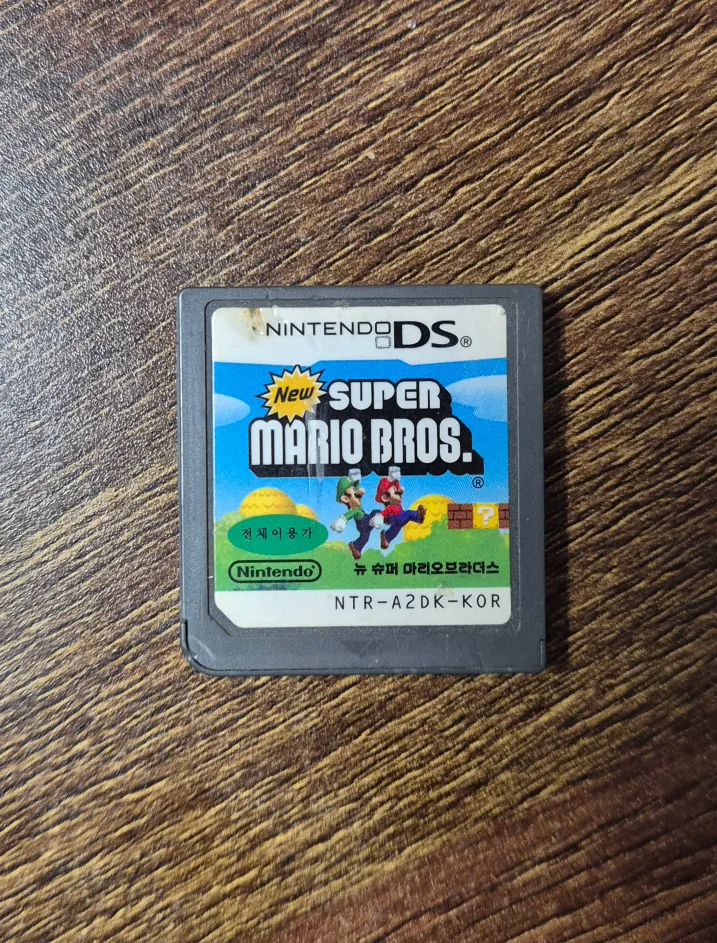 NINTENDO DS®
New SUPER
MARIO BROS.
®
?
전체이용가
Nintendo®
뉴 슈퍼 마리오브라더스
NTR-A2DK-KOR